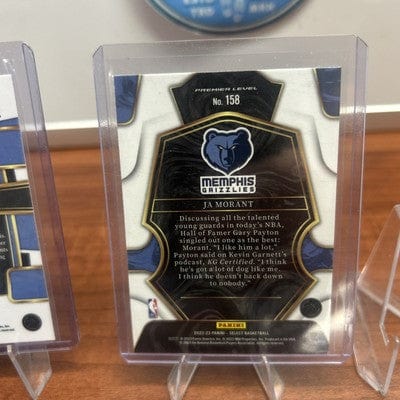 PREMIER LEVEL
No. 158
MEMPHIS
GRIZZLIES
JA MORANT
Discussing all the talented
young guards in today's NBA,
Hall of Famer Gary Payton
singled out one as the best:
Morant. "I like him a lot,"
Payton said on Kevin Garnett's
podcast, KG Certified. "I think
he's got a lot of dog like me.
I think he doesn't back down
to nobody."
PANINI
2022-23 PANINI - SELECT BASKETBALL